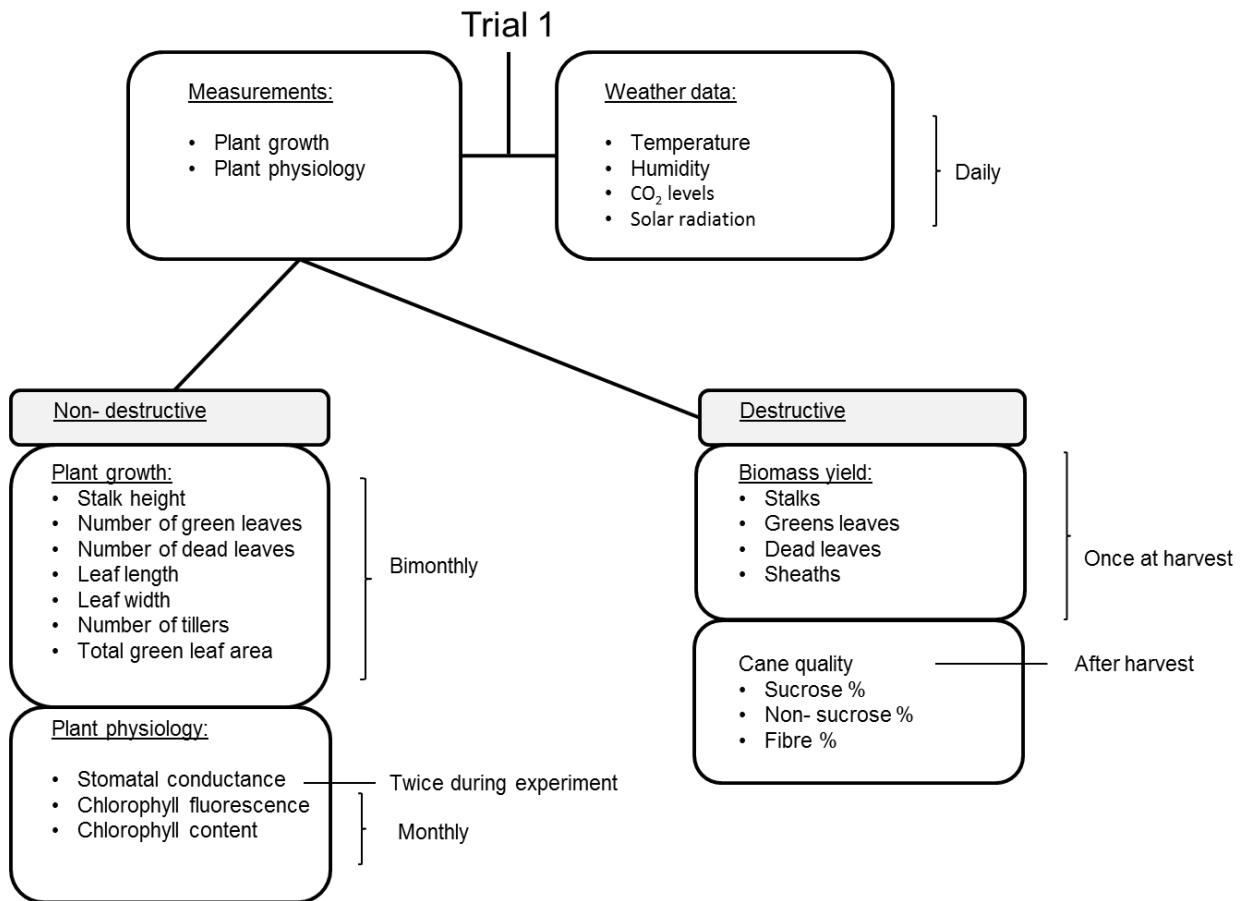 Trial 1
Measurements:
• Plant growth
• Plant physiology
Weather data:
• Temperature
• Humidity
• CO₂ levels
• Solar radiation
Daily
Non- destructive
Plant growth:
• Stalk height
• Number of green leaves
• Number of dead leaves
• Leaf length
• Leaf width
• Number of tillers
• Total green leaf area
Bimonthly
Plant physiology:
• Stomatal conductance
• Chlorophyll fluorescence
• Chlorophyll content
Twice during experiment
Monthly
Destructive
Biomass yield:
• Stalks
• Greens leaves
• Dead leaves
• Sheaths
Once at harvest
Cane quality
• Sucrose %
• Non- sucrose %
• Fibre %
After harvest